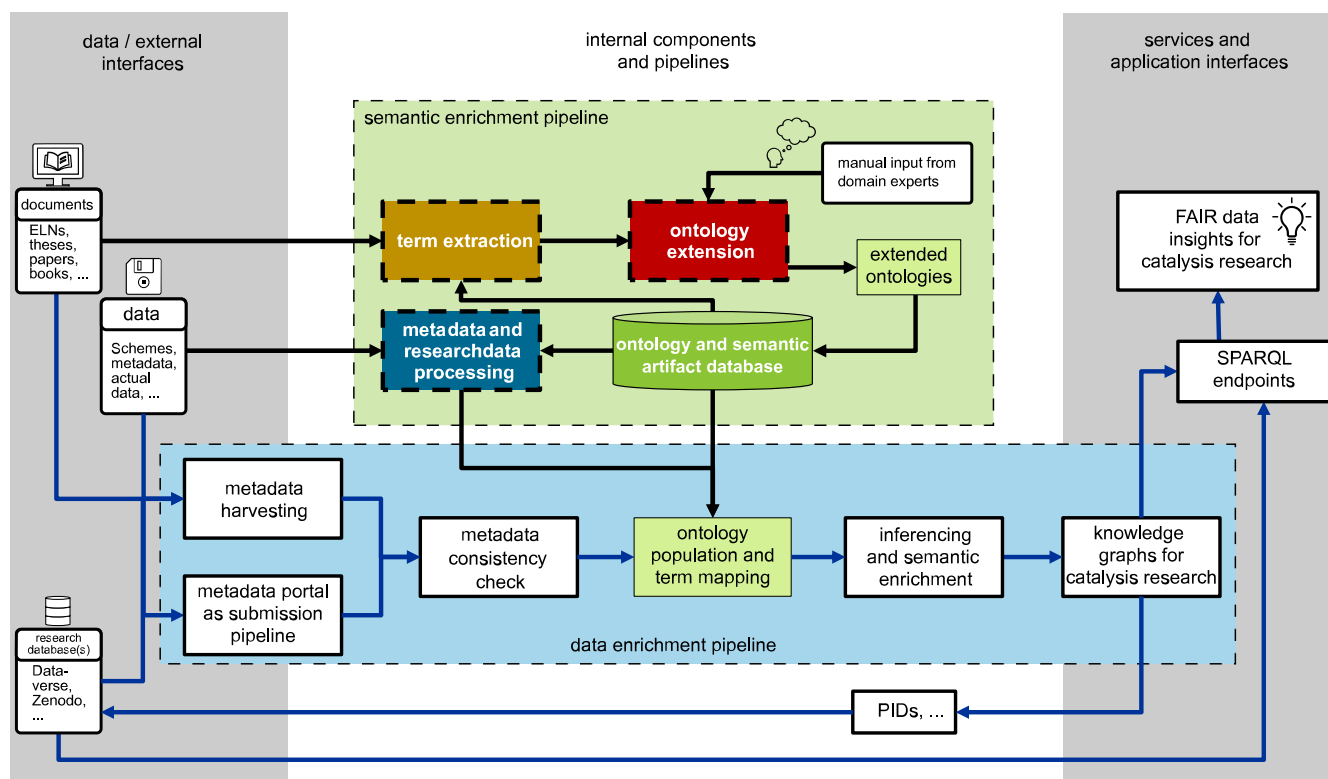 data / external
interfaces
internal components
and pipelines
services and
application interfaces
semantic enrichment pipeline
manual input from
domain experts
documents
ELNs,
theses,
papers,
books, ...
term extraction
ontology
extension
extended
ontologies
FAIR data
insights for
catalysis research
data
Schemes,
metadata,
actual
data, ...
metadata and
researchdata
processing
ontology and semantic
artifact database
SPARQL
endpoints
metadata
harvesting
metadata
consistency
check
ontology
population and
term mapping
inferencing
and semantic
enrichment
knowledge
graphs for
catalysis research
metadata portal
as submission
pipeline
data enrichment pipeline
research
database(s)
Data-
verse,
Zenodo,
...
PIDs, ...